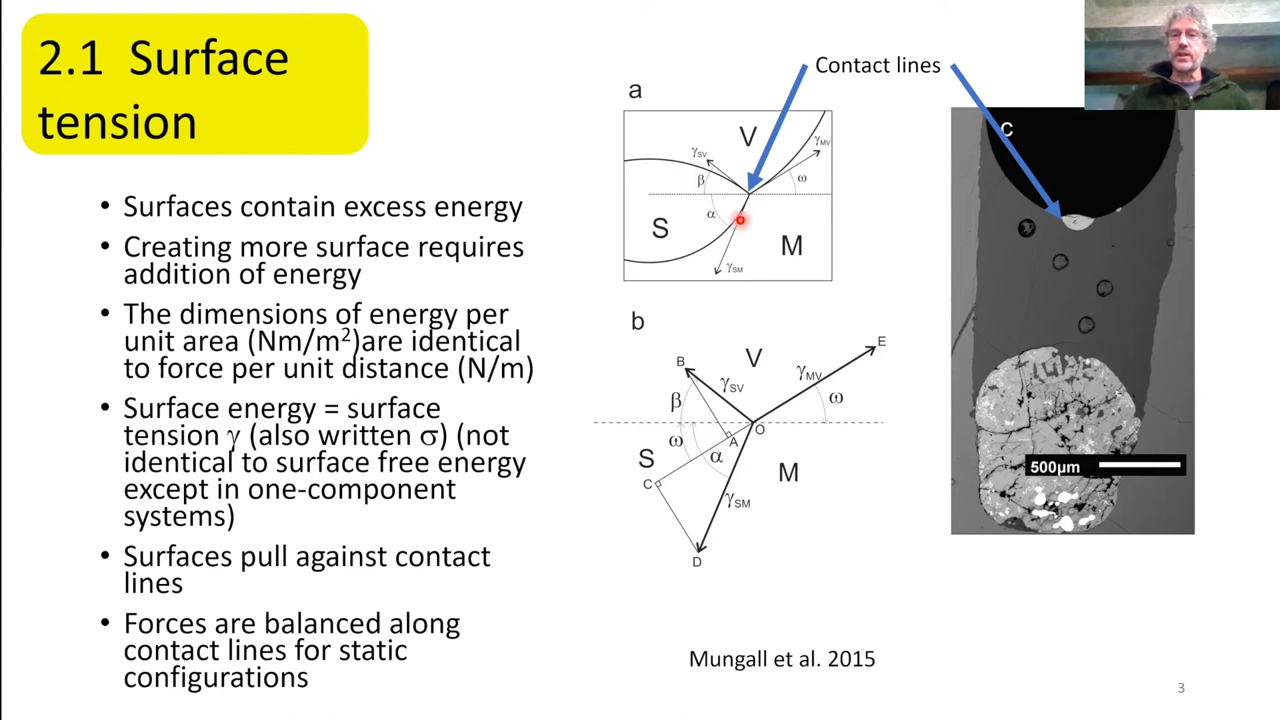 2.1 Surface
tension
• Surfaces contain excess energy
• Creating more surface requires
addition of energy
• The dimensions of energy per
unit area (Nm/m²)are identical
to force per unit distance (N/m)
• Surface energy = surface
tension γ (also written σ) (not
identical to surface free energy
except in one-component
systems)
• Surfaces pull against contact
lines
• Forces are balanced along
contact lines for static
configurations
Contact lines
a
V
γSV
γMV
β
ω
α
S
M
γSM
b
E
V
B
γMV
γSV
β
ω
O
ω
A
α
S
M
C
γSM
D
C
500µm
Mungall et al. 2015
3